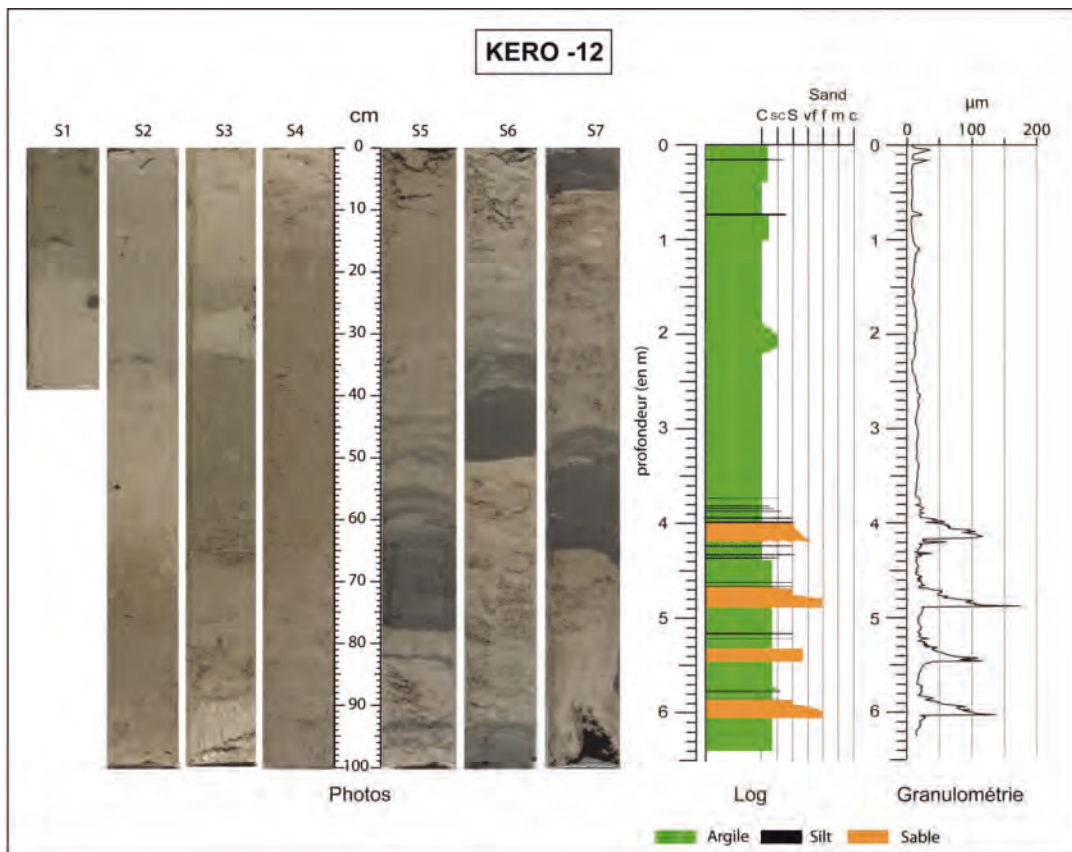 KERO -12
cm
S1 S2 S3 S4 S5 S6 S7
0
10
20
30
40
50
60
70
80
90
100
Photos
Sand
C sc S vf f m c
profondeur (en m)
0
1
2
3
4
5
6
Log
µm
0 100 200
0
1
2
3
4
5
6
Granulométrie
Argile Silt Sable